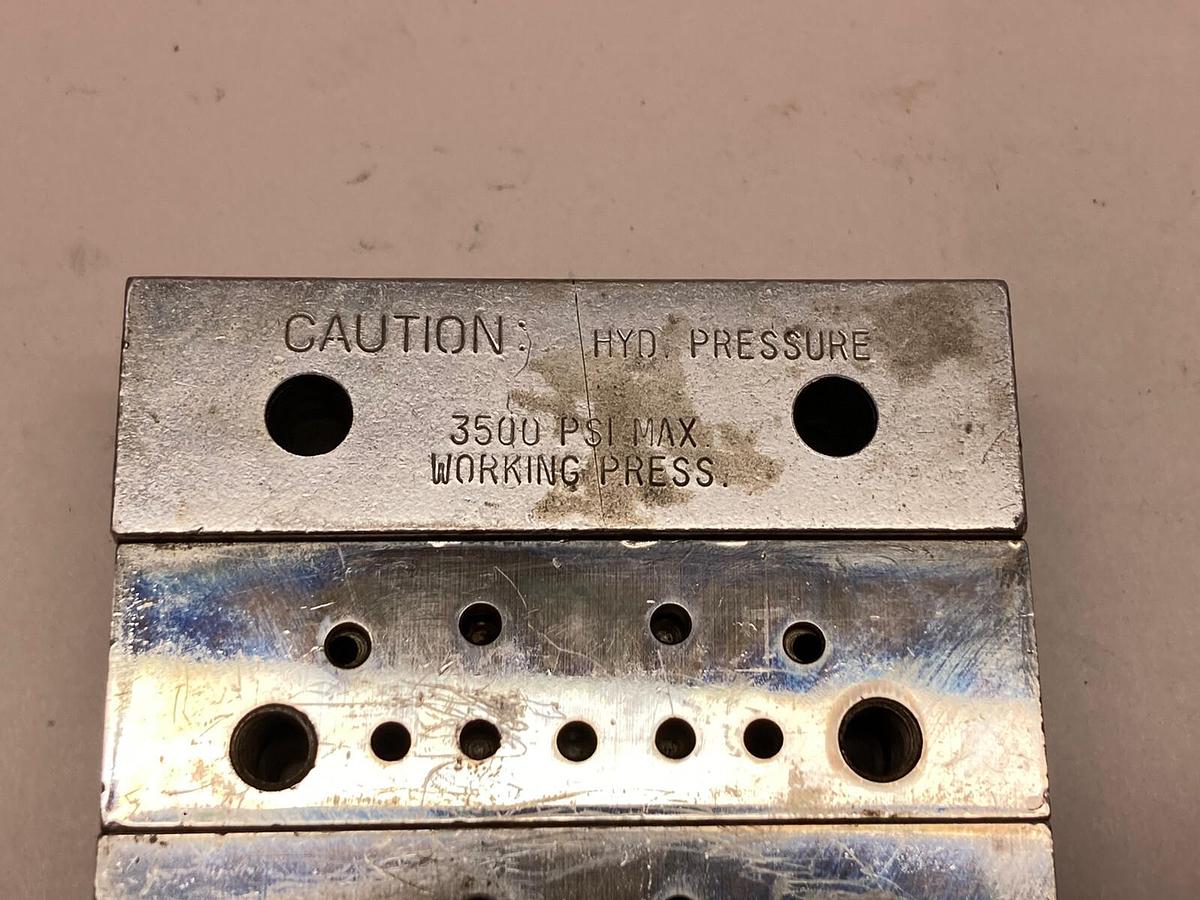 CAUTION: HYD. PRESSURE
3500 PSI MAX.
WORKING PRESS.